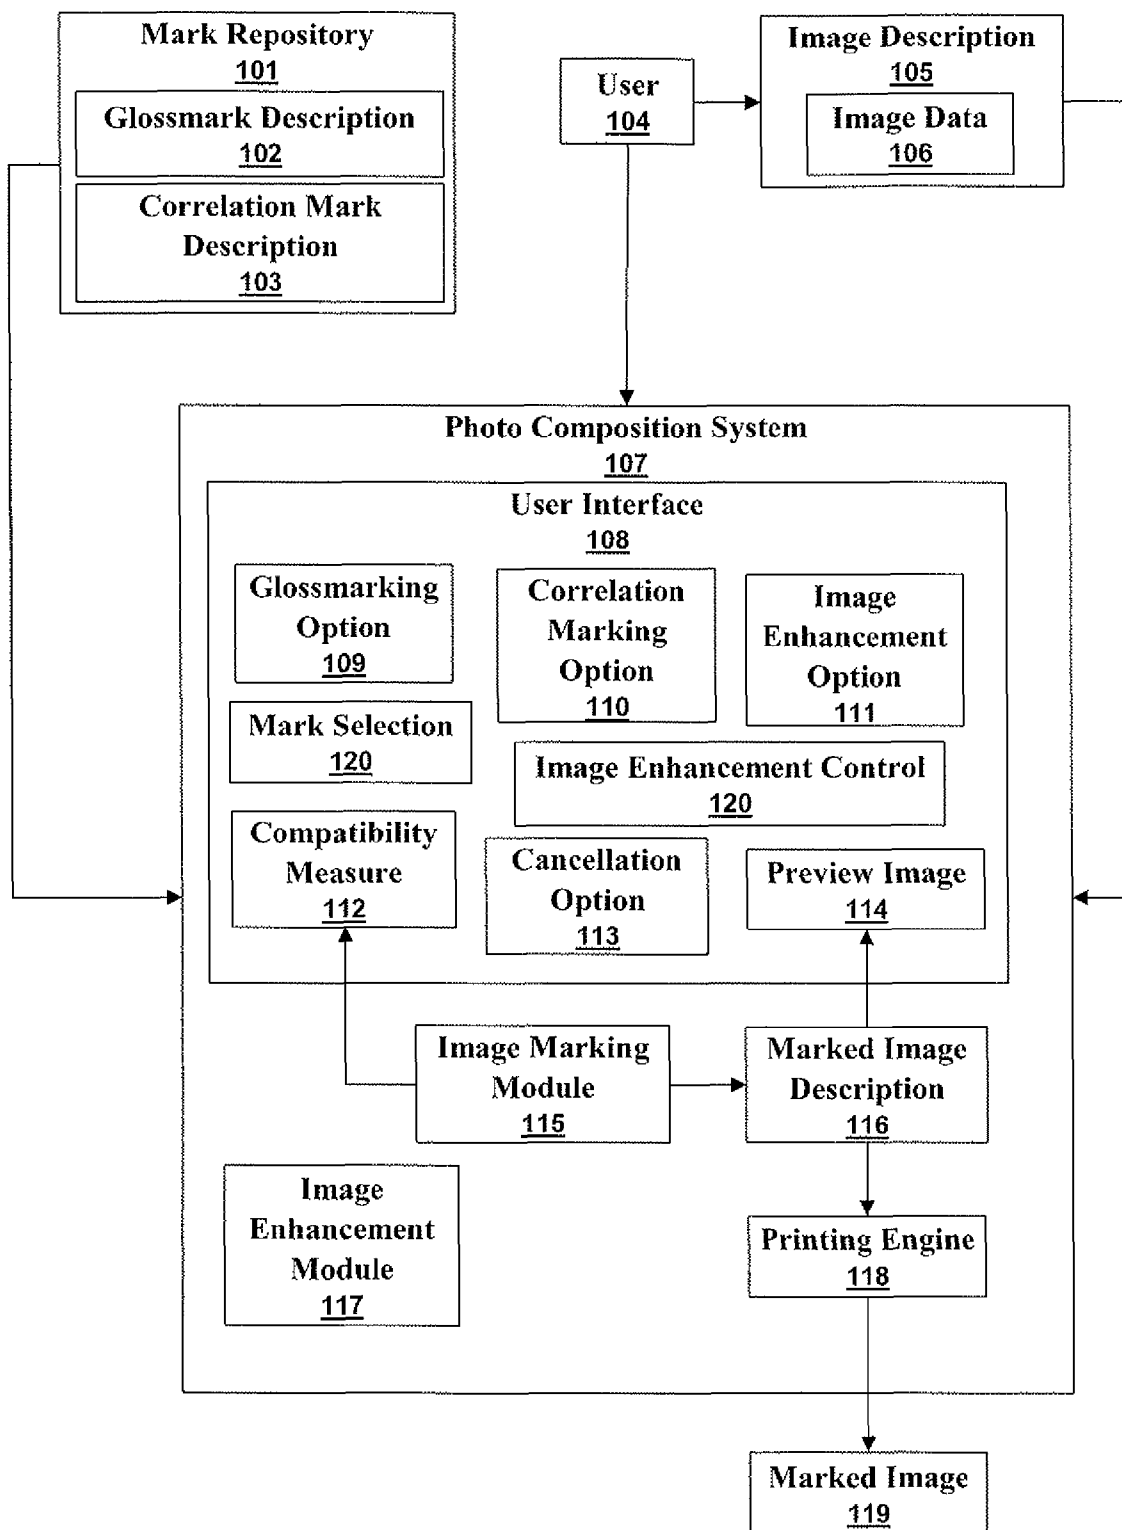 Mark Repository
101
Glossmark Description
102
Correlation Mark
Description
103
User
104
Image Description
105
Image Data
106
Photo Composition System
107
User Interface
108
Glossmarking
Option
109
Correlation
Marking
Option
110
Image
Enhancement
Option
111
Mark Selection
120
Image Enhancement Control
120
Compatibility
Measure
112
Cancellation
Option
113
Preview Image
114
Image Marking
Module
115
Marked Image
Description
116
Image
Enhancement
Module
117
Printing Engine
118
Marked Image
119